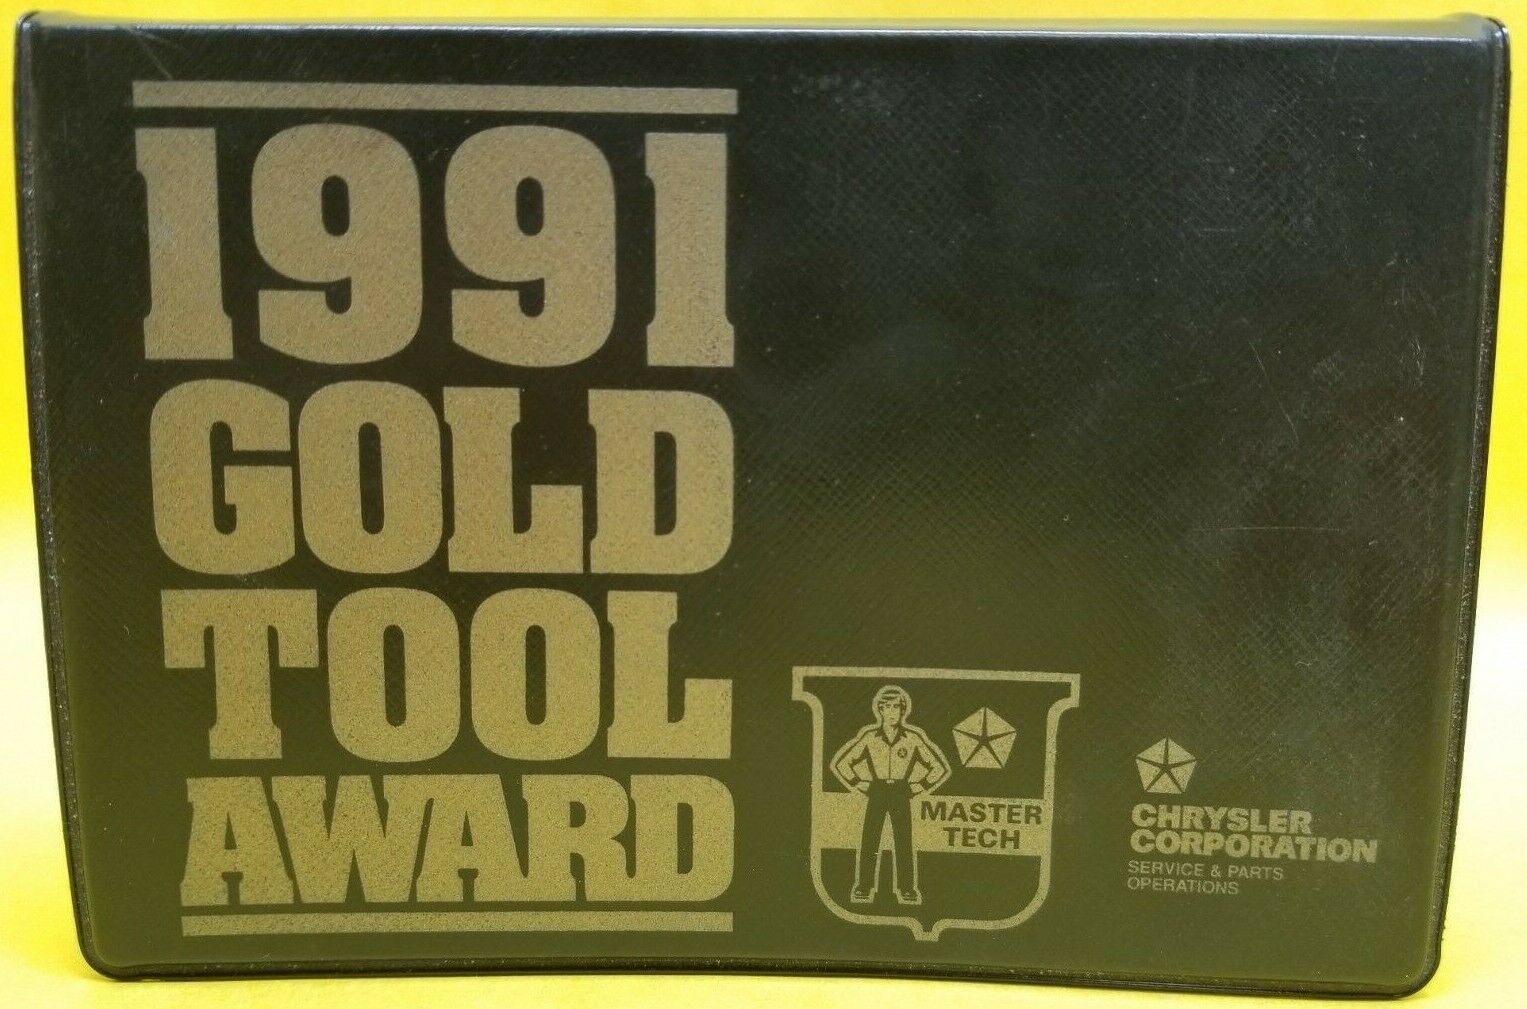 1991
GOLD
TOOL
AWARD
MASTER
TECH
CHRYSLER
CORPORATION
SERVICE & PARTS
OPERATIONS